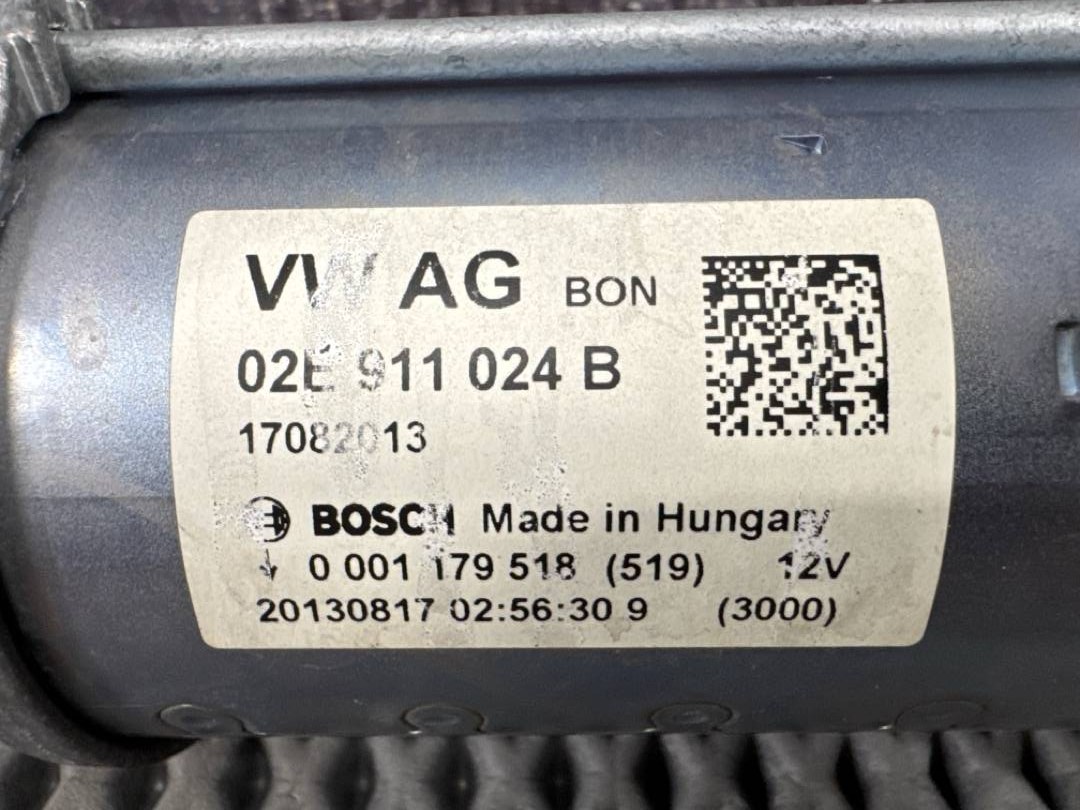 VW AG BON
02E 911 024 B
17082013
BOSCH Made in Hungary
0 001 179 518 (519) 12V
20130817 02:56:30 9 (3000)